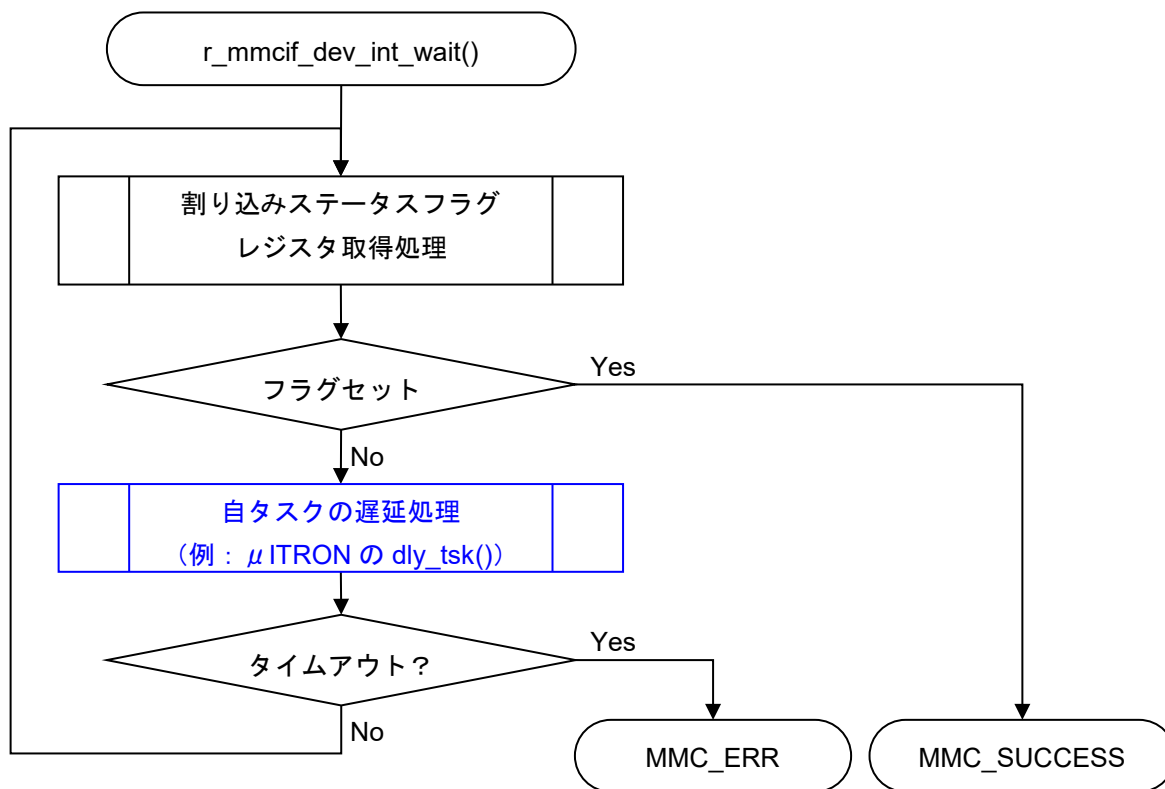 r_mmcif_dev_int_wait()
割り込みステータスフラグ
レジスタ取得処理
フラグセット
Yes
No
自タスクの遅延処理
（例：μITRON の dly_tsk()）
タイムアウト？
Yes
No
MMC_ERR
MMC_SUCCESS